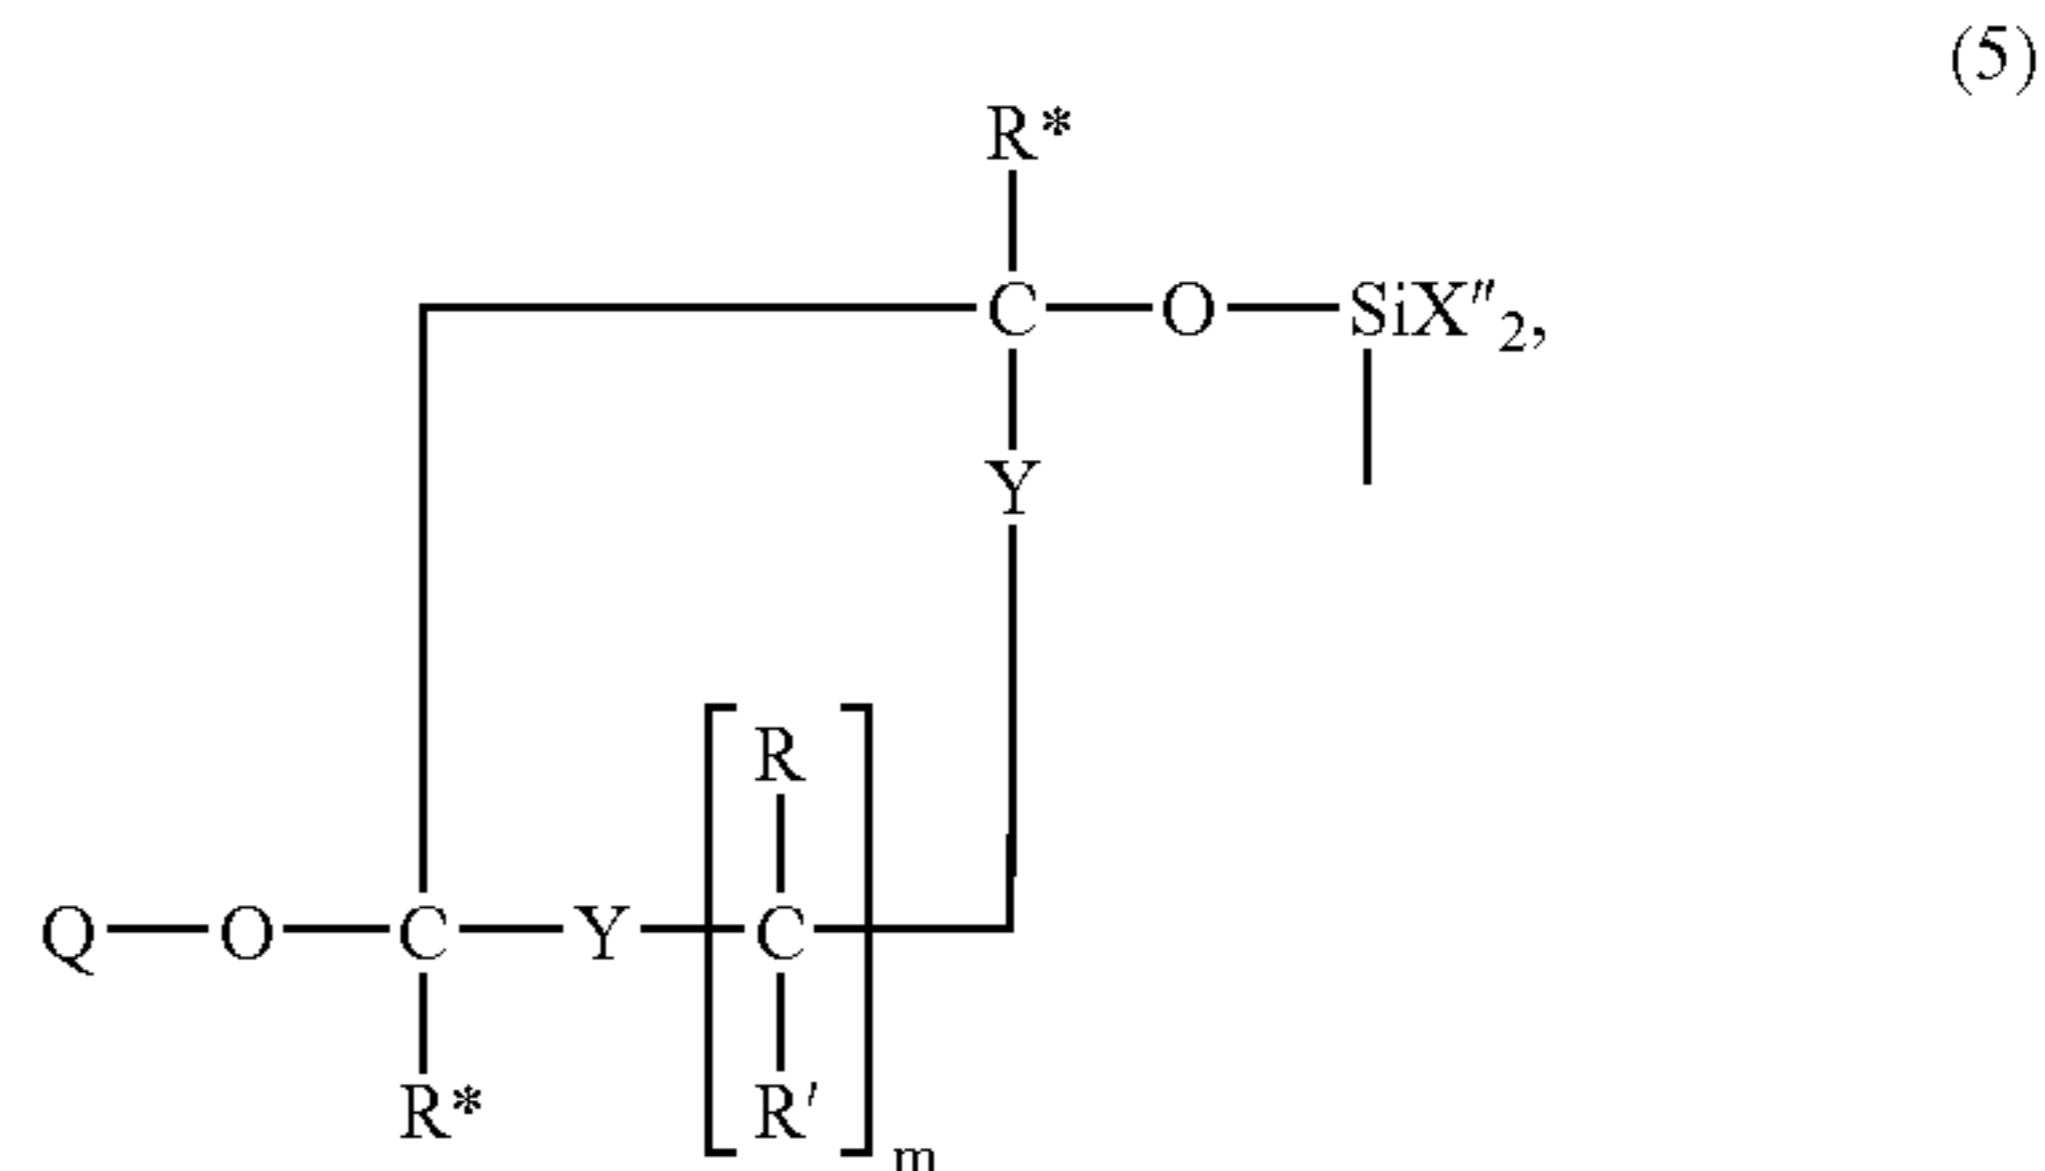 (5)
R*
C O SiX″₂,
Y
R
Q O C Y C
R* R′
m